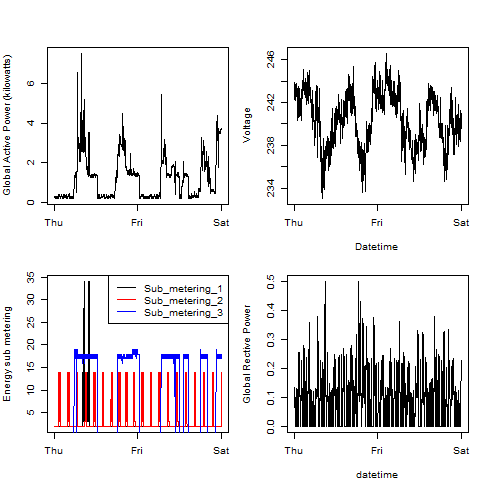 Global Active Power (kilowatts)
0 2 4 6
Thu Fri Sat
Voltage
234 238 242 246
Thu Fri Sat
Datetime
Energy sub metering
5 10 15 20 25 30 35
Sub_metering_1
Sub_metering_2
Sub_metering_3
Thu Fri Sat
Global Rective Power
0.0 0.1 0.2 0.3 0.4 0.5
Thu Fri Sat
datetime